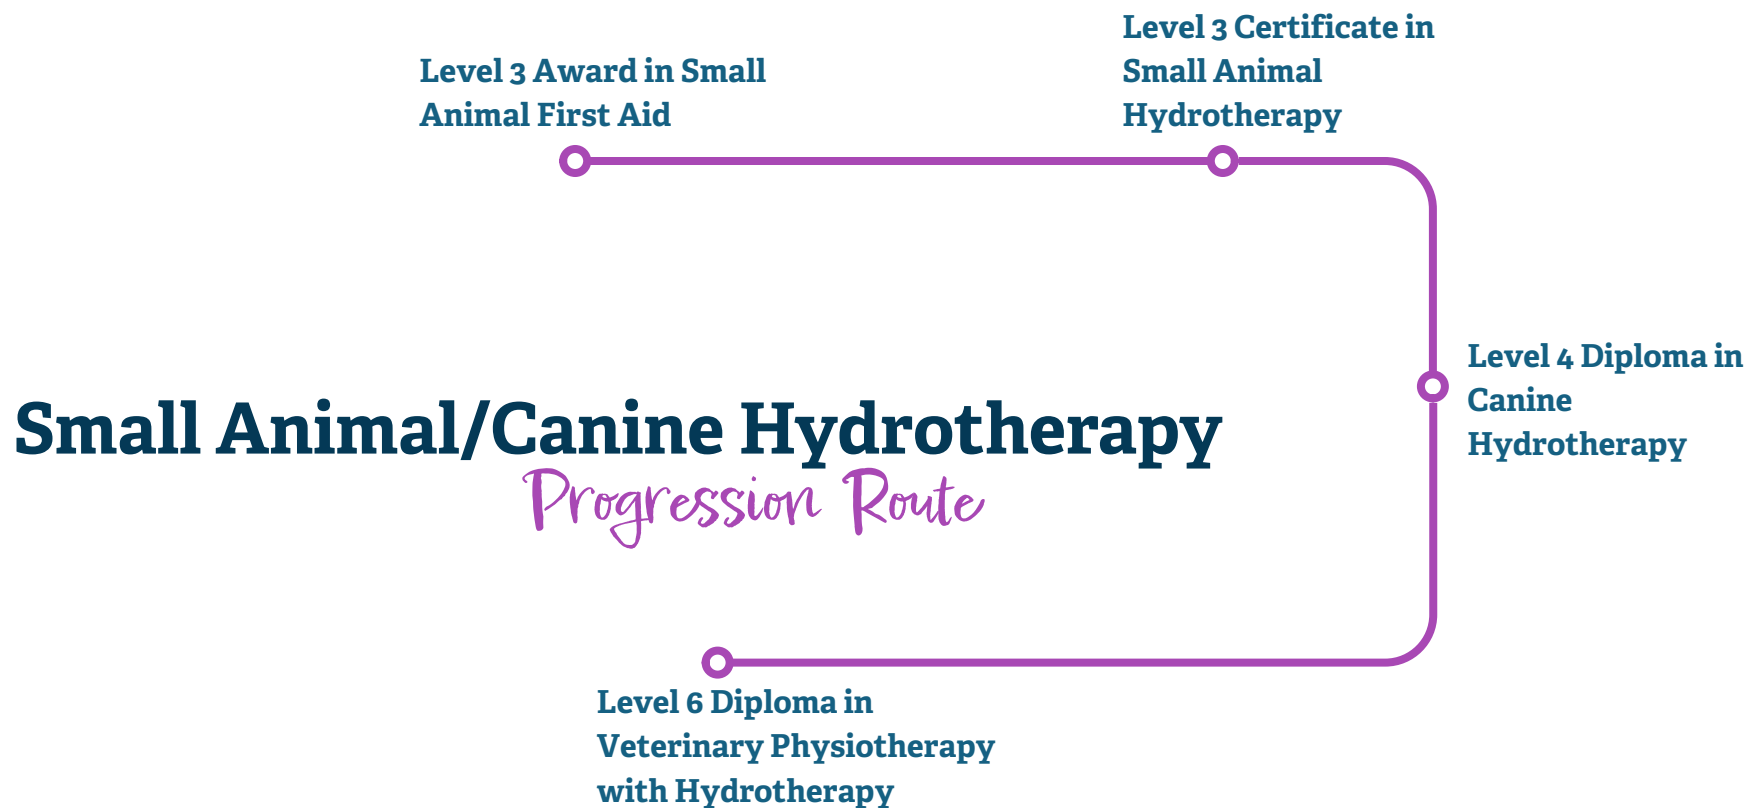 Level 3 Award in Small
Animal First Aid
Level 3 Certificate in
Small Animal
Hydrotherapy
Level 4 Diploma in
Canine
Hydrotherapy
Small Animal/Canine Hydrotherapy
Progression Route
Level 6 Diploma in
Veterinary Physiotherapy
with Hydrotherapy